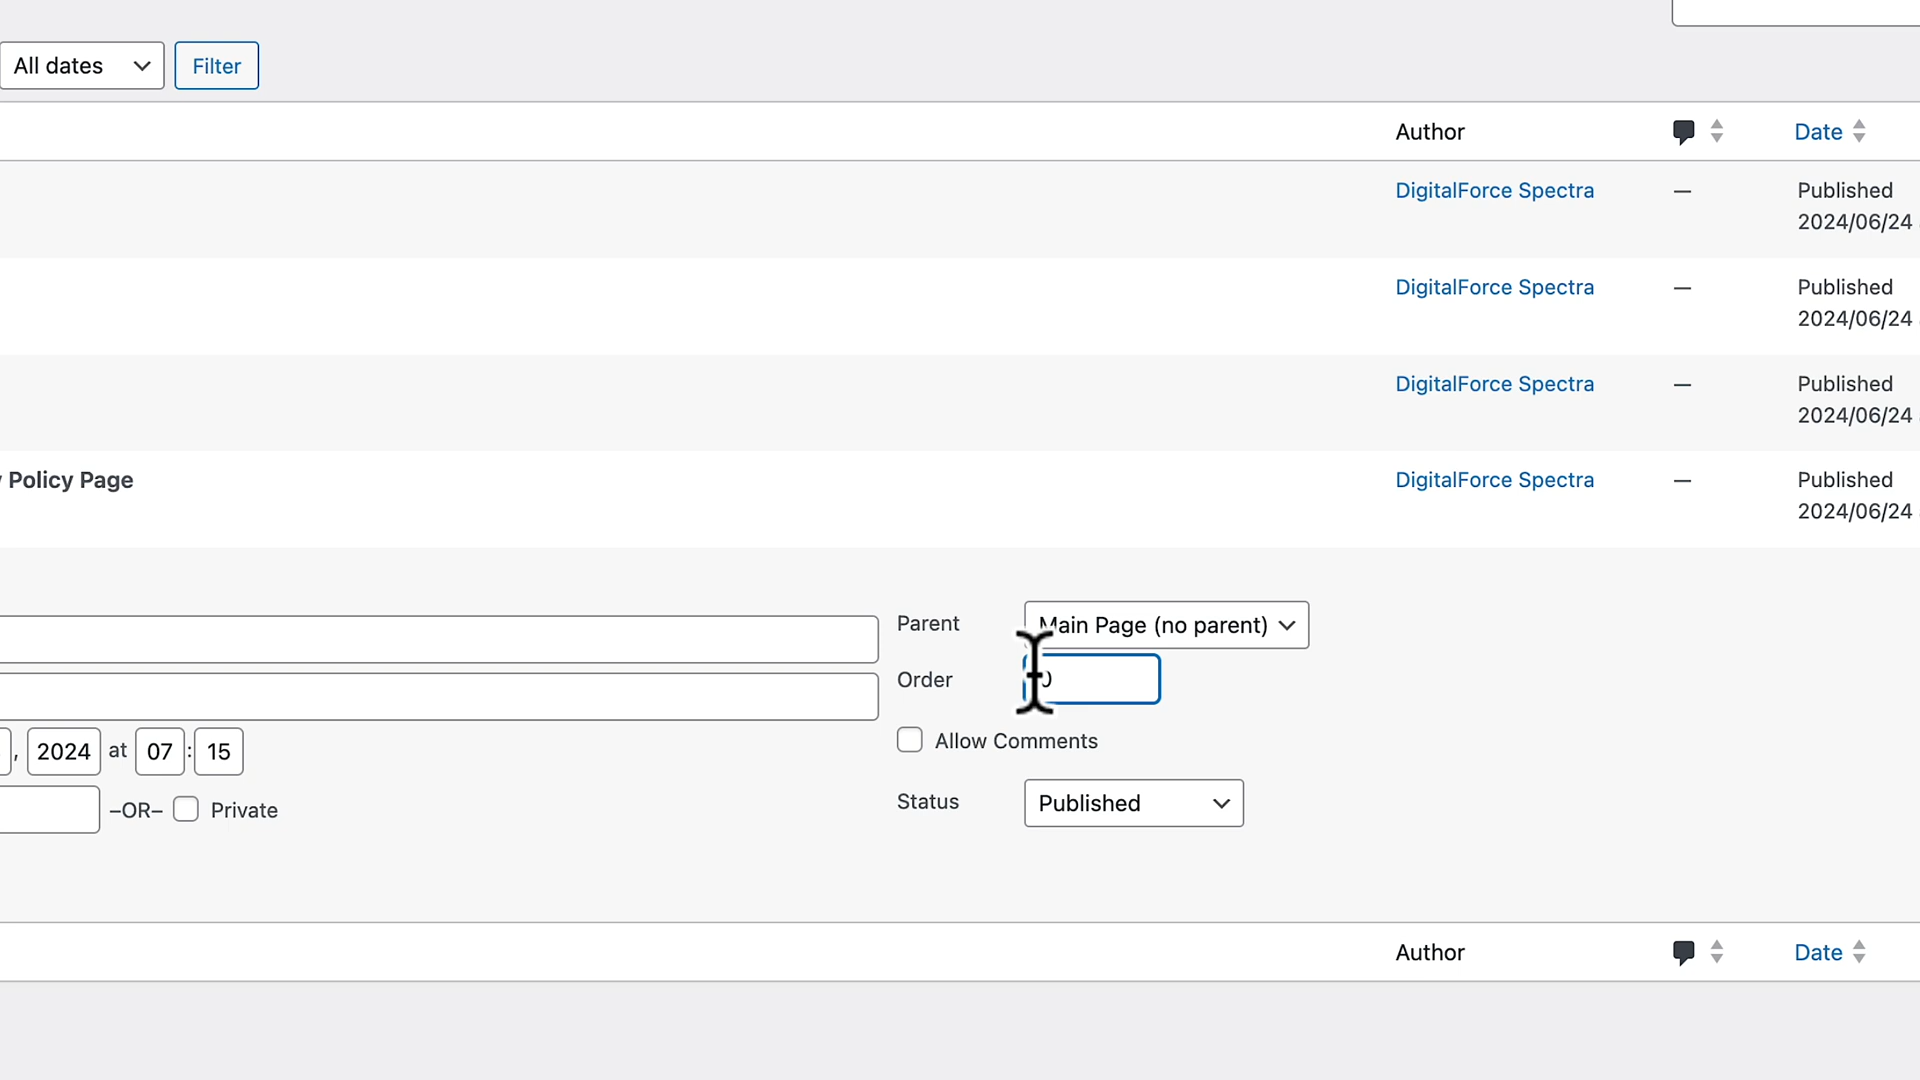 All dates Filter
Author Date
DigitalForce Spectra — Published
2024/06/24
DigitalForce Spectra — Published
2024/06/24
DigitalForce Spectra — Published
2024/06/24
Policy Page DigitalForce Spectra — Published
2024/06/24
Parent Main Page (no parent)
Order 0
, 2024 at 07 : 15 Allow Comments
–OR– Private Status Published
Author Date